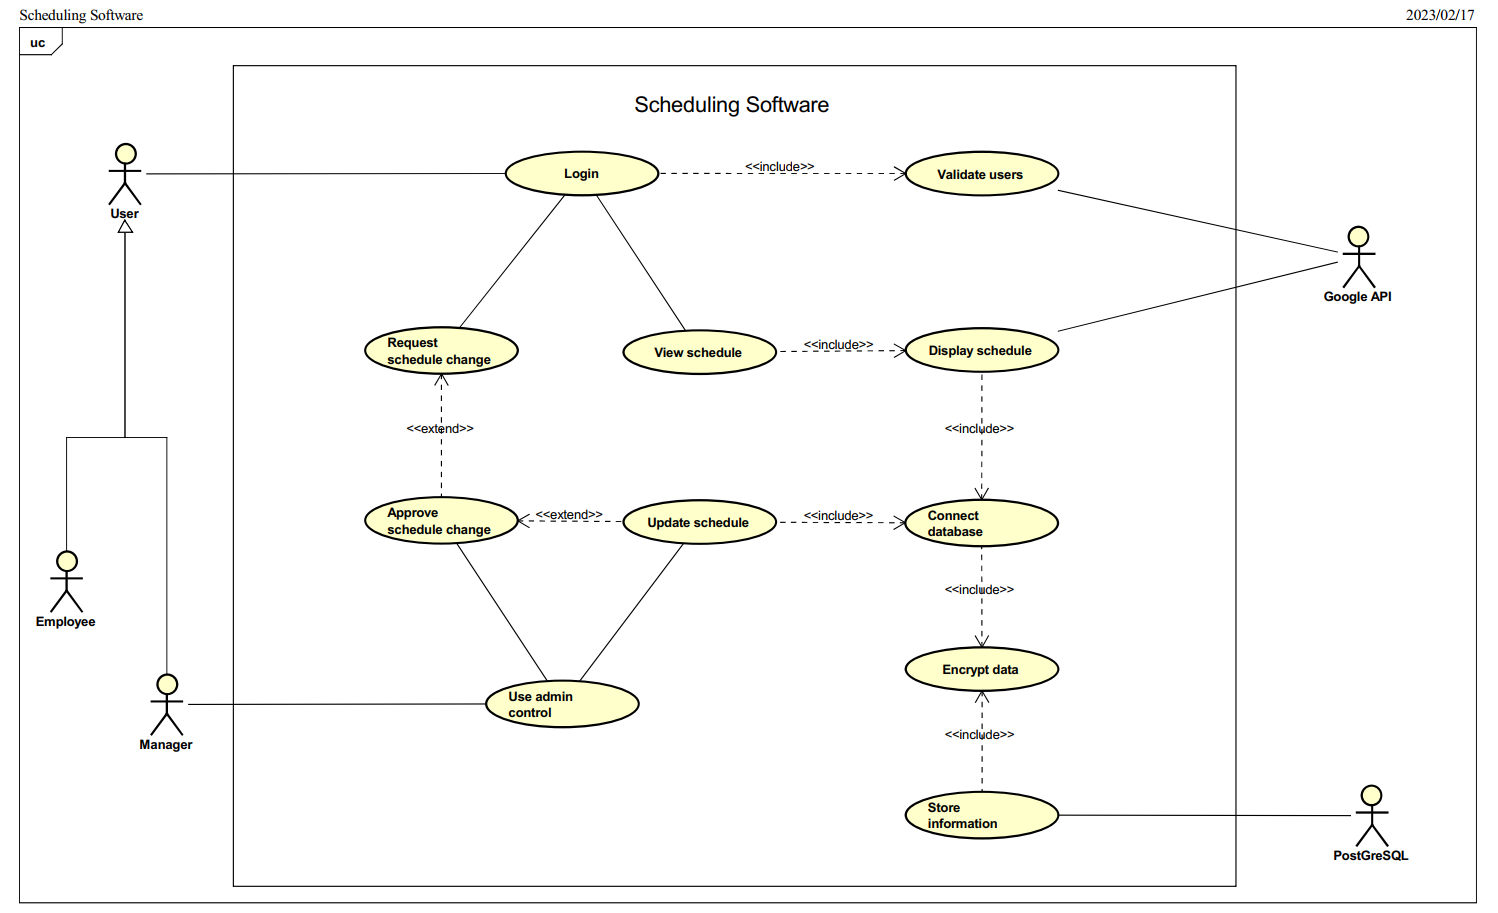 Scheduling Software
2023/02/17
uc
Scheduling Software
Login
<<include>>
Validate users
User
Google API
Request
schedule change
View schedule
<<include>>
Display schedule
<<extend>>
<<include>>
Approve
schedule change
<<extend>>
Update schedule
<<include>>
Connect
database
<<include>>
Employee
Encrypt data
Use admin
control
Manager
<<include>>
Store
information
PostGreSQL